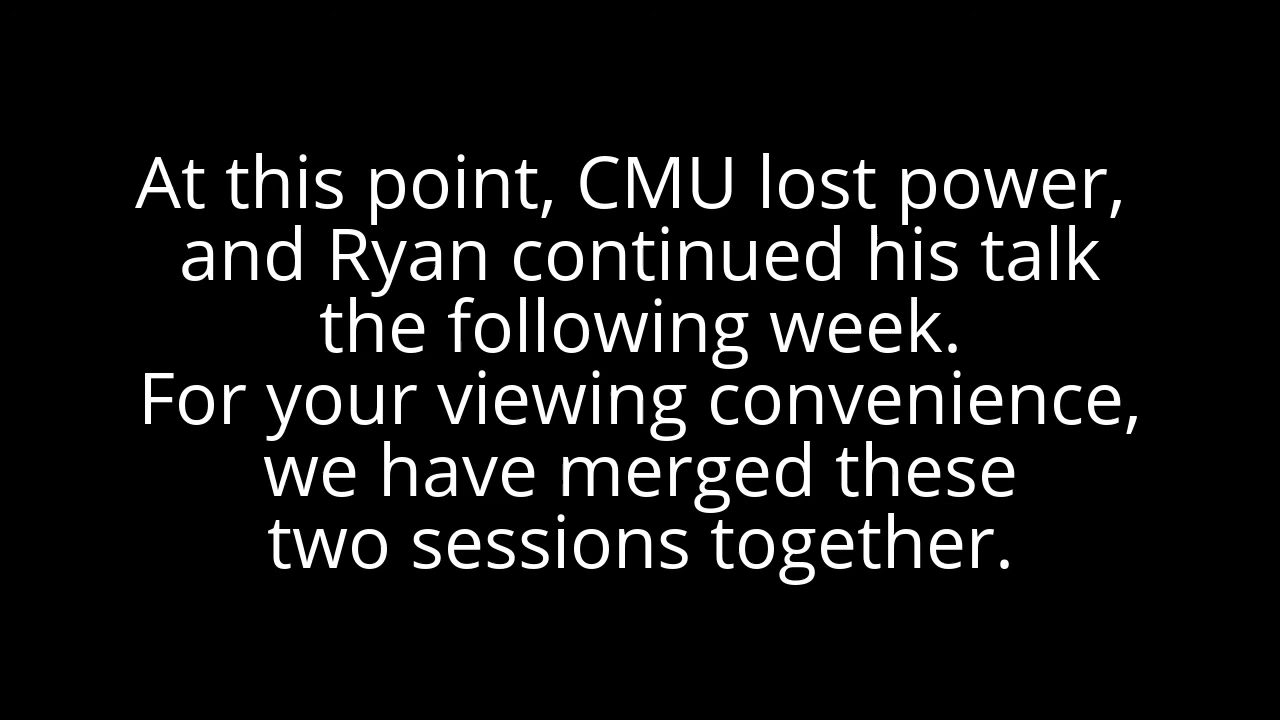 At this point, CMU lost power,
and Ryan continued his talk
the following week.
For your viewing convenience,
we have merged these
two sessions together.